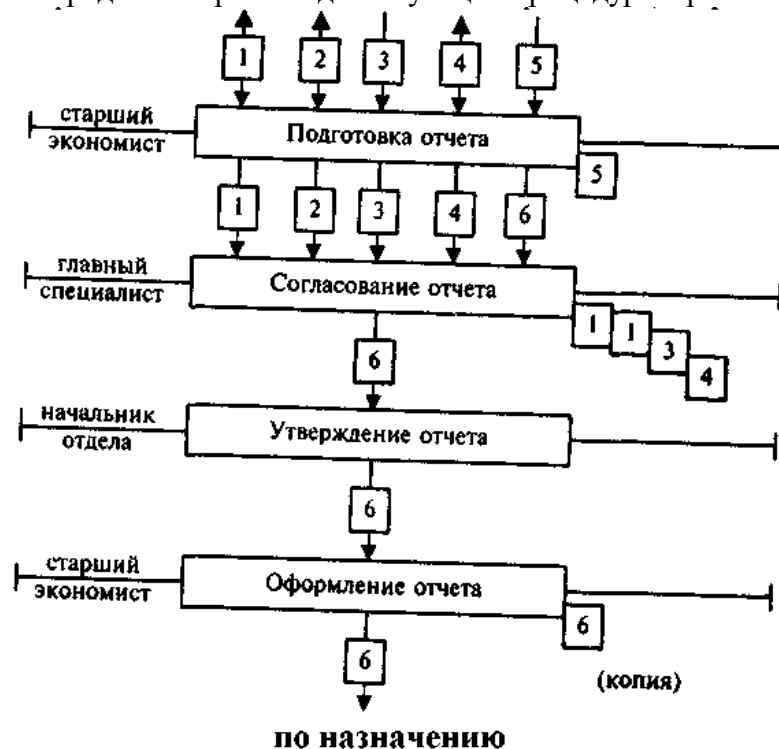 1 2 3 4 5
старший
экономист
Подготовка отчета
5
1 2 3 4 6
главный
специалист
Согласование отчета
1 1 3 4
6
начальник
отдела
Утверждение отчета
6
старший
экономист
Оформление отчета
6
6
(копия)
по назначению